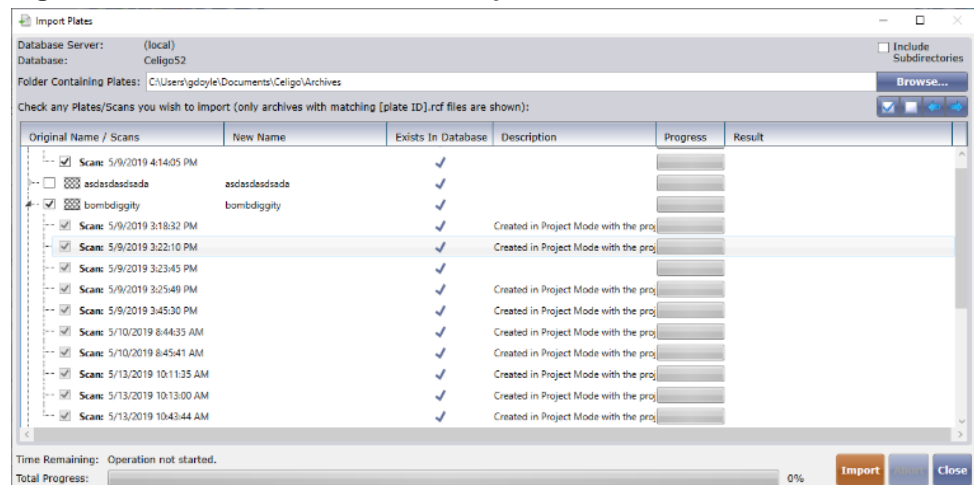 Import Plates
Database Server: (local)
Include Subdirectories
Database: Celigo52
Folder Containing Plates: C:\Users\gdoyle\Documents\Celigo\Archives
Browse...
Check any Plates/Scans you wish to import (only archives with matching [plate ID].rcf files are shown):
Original Name / Scans New Name Exists In Database Description Progress Result
Scan: 5/9/2019 4:14:05 PM
asdasdasdsada asdasdasdsada
bombdiggity bombdiggity
Scan: 5/9/2019 3:18:32 PM Created in Project Mode with the proj
Scan: 5/9/2019 3:22:10 PM Created in Project Mode with the proj
Scan: 5/9/2019 3:23:45 PM
Scan: 5/9/2019 3:25:49 PM Created in Project Mode with the proj
Scan: 5/9/2019 3:45:30 PM Created in Project Mode with the proj
Scan: 5/10/2019 8:44:35 AM Created in Project Mode with the proj
Scan: 5/10/2019 8:45:41 AM Created in Project Mode with the proj
Scan: 5/13/2019 10:11:35 AM Created in Project Mode with the proj
Scan: 5/13/2019 10:13:00 AM Created in Project Mode with the proj
Scan: 5/13/2019 10:43:44 AM Created in Project Mode with the proj
Time Remaining: Operation not started.
Total Progress: 0%
Import Close